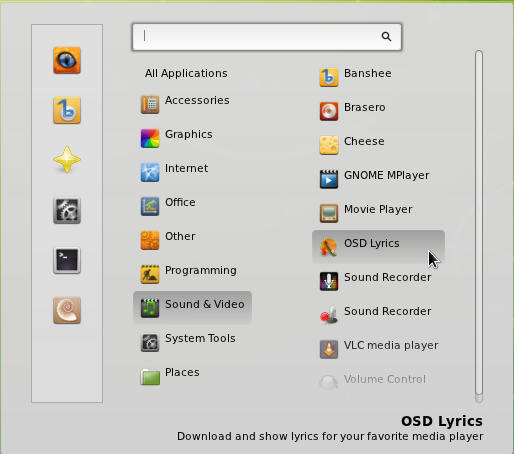 All Applications
Accessories
Graphics
Internet
Office
Other
Programming
Sound & Video
System Tools
Places
Banshee
Brasero
Cheese
GNOME MPlayer
Movie Player
OSD Lyrics
Sound Recorder
Sound Recorder
VLC media player
Volume Control
OSD Lyrics
Download and show lyrics for your favorite media player